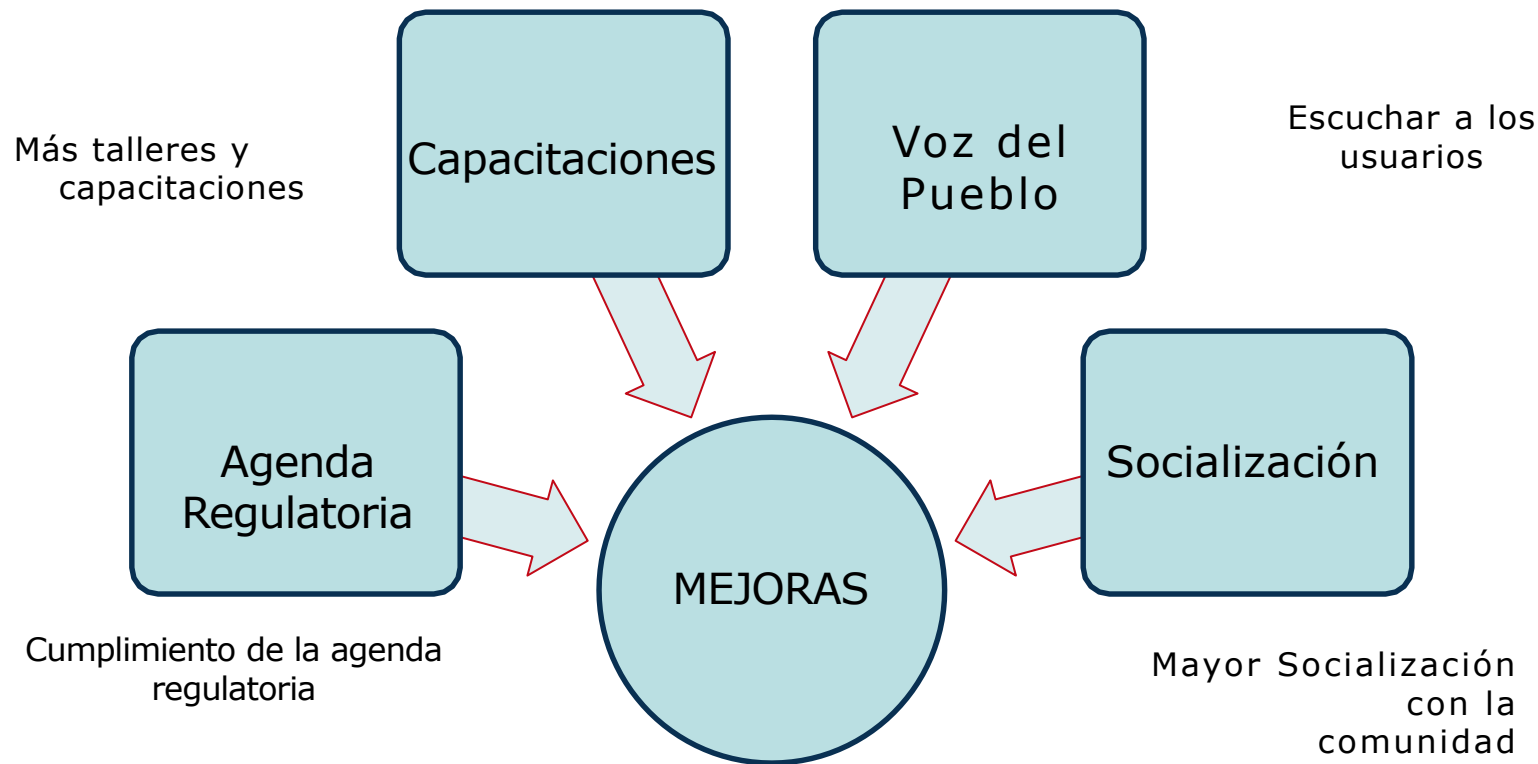 Más talleres y
capacitaciones
Capacitaciones
Voz del
Pueblo
Escuchar a los
usuarios
Agenda
Regulatoria
Cumplimiento de la agenda
regulatoria
MEJORAS
Socialización
Mayor Socialización
con la
comunidad